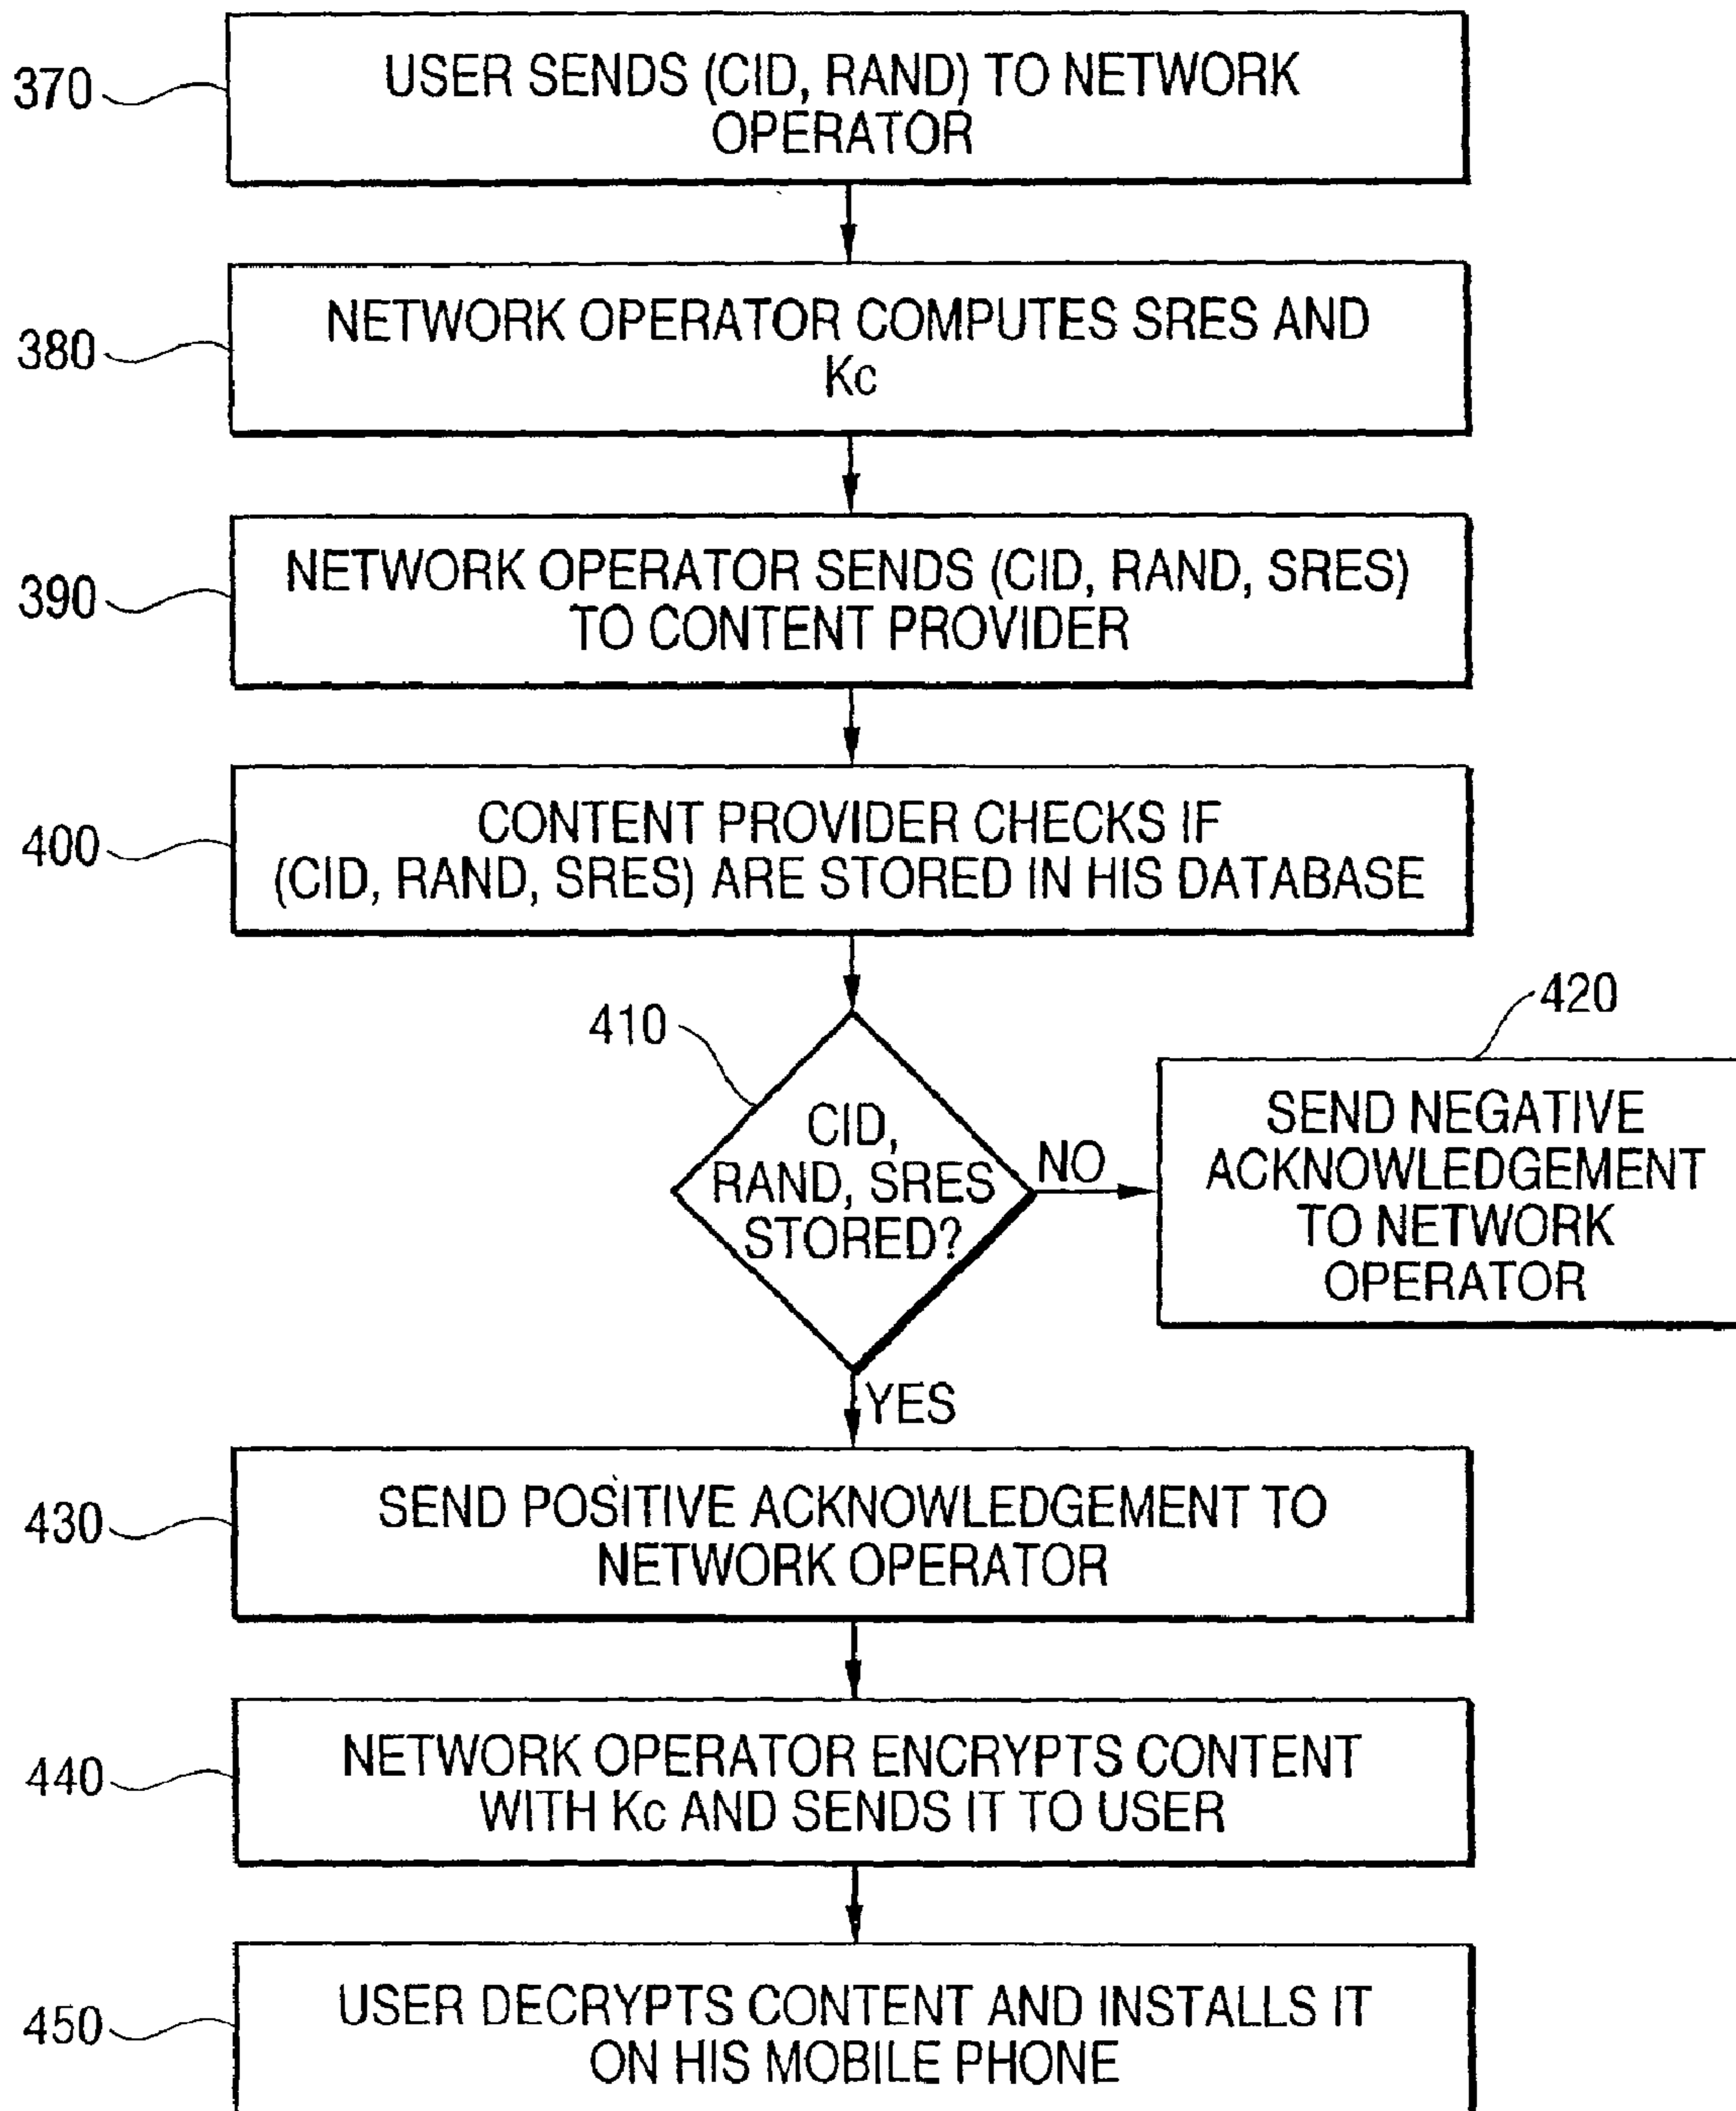 370
USER SENDS (CID, RAND) TO NETWORK
OPERATOR
380
NETWORK OPERATOR COMPUTES SRES AND
Kc
390
NETWORK OPERATOR SENDS (CID, RAND, SRES)
TO CONTENT PROVIDER
400
CONTENT PROVIDER CHECKS IF
(CID, RAND, SRES) ARE STORED IN HIS DATABASE
410
CID,
RAND, SRES
STORED?
NO
420
SEND NEGATIVE
ACKNOWLEDGEMENT
TO NETWORK
OPERATOR
YES
430
SEND POSITIVE ACKNOWLEDGEMENT TO
NETWORK OPERATOR
440
NETWORK OPERATOR ENCRYPTS CONTENT
WITH Kc AND SENDS IT TO USER
450
USER DECRYPTS CONTENT AND INSTALLS IT
ON HIS MOBILE PHONE